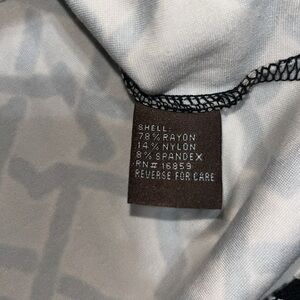 SHELL:
78% RAYON
14% NYLON
8% SPANDEX
RN# 16859
REVERSE FOR CARE